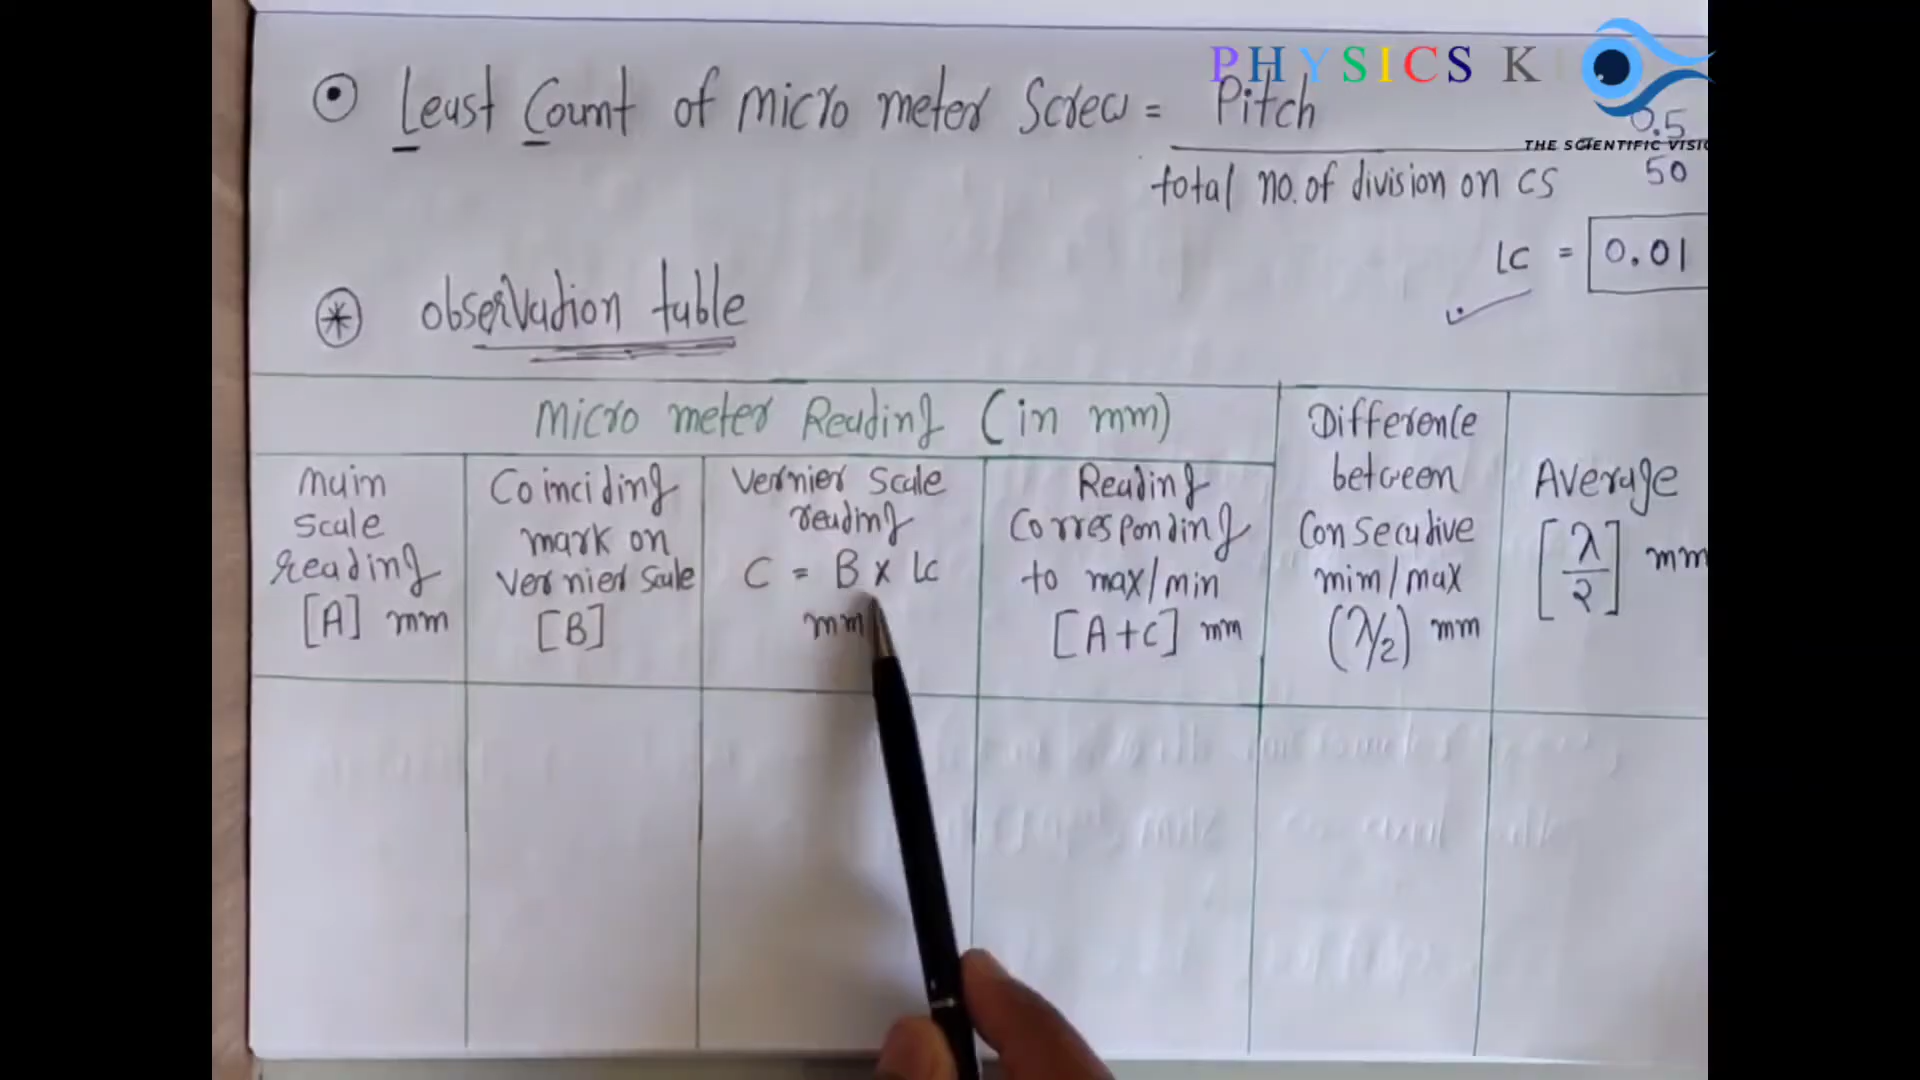 PHYSICS K
Least Count of micro meter Screw = Pitch
total no. of division on CS
0.5
50
THE SCIENTIFIC VISI
LC = 0.01
observation table
Micro meter Reading (in mm)
main
scale
reading
[A] mm
Coinciding
mark on
vernier scale
[B]
Vernier Scale
reading
C = B x Lc
mm
Reading
Corresponding
to max/min
[A+C] mm
Difference
between
Consecutive
mim/max
(λ/2) mm
Average
[λ/2] mm